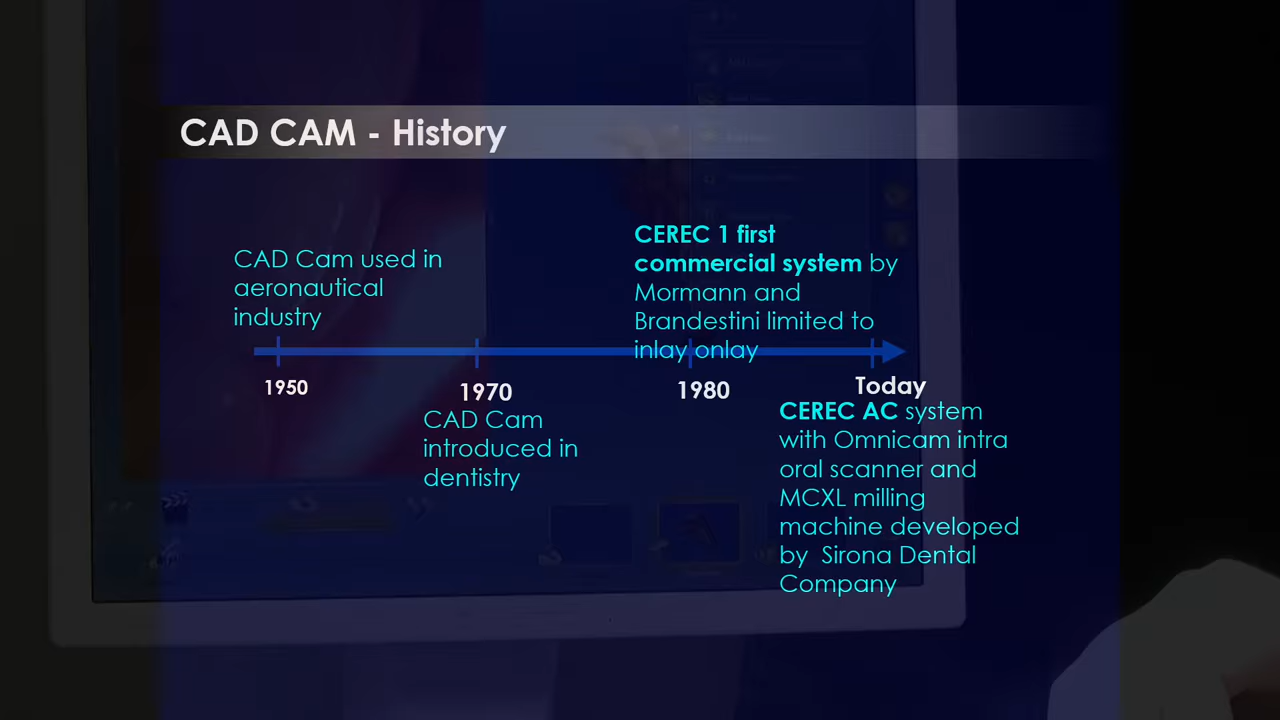 CAD CAM - History
CAD Cam used in
aeronautical
industry
CEREC 1 first
commercial system by
Mormann and
Brandestini limited to
inlay onlay
1950
1970
1980
Today
CAD Cam
introduced in
dentistry
CEREC AC system
with Omnicam intra
oral scanner and
MCXL milling
machine developed
by  Sirona Dental
Company